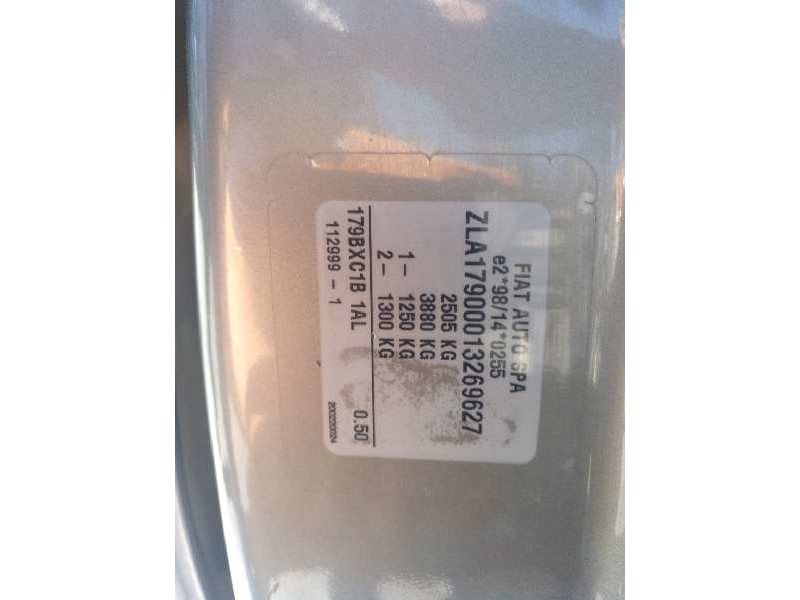 FIAT AUTO SPA
e2*98/14*0255
ZLA17900013269627
2505 KG
3880 KG
1- 1250 KG
2- 1300 KG
179BXC1B 1AL 0.50
112999 - 1 200220024